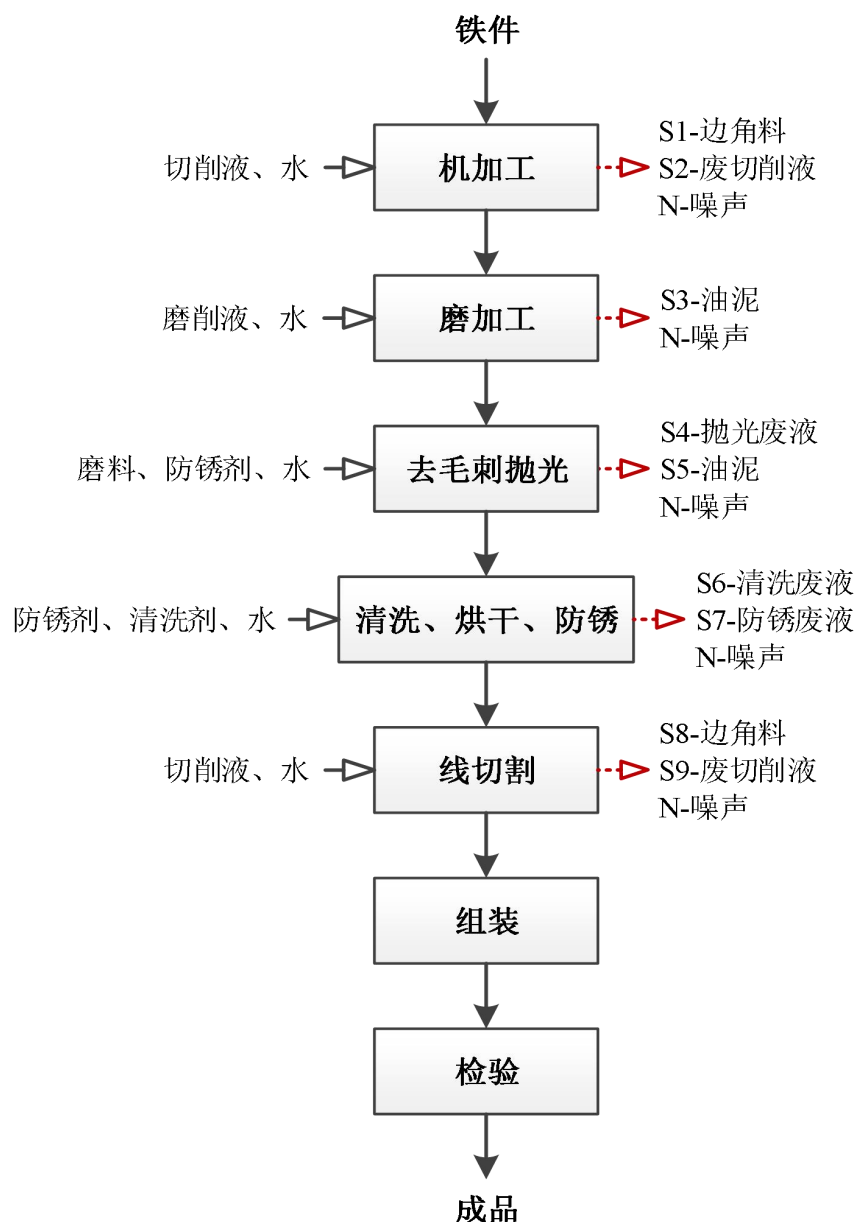 铁件
切削液、水
机加工
S1-边角料
S2-废切削液
N-噪声
磨削液、水
磨加工
S3-油泥
N-噪声
磨料、防锈剂、水
去毛刺抛光
S4-抛光废液
S5-油泥
N-噪声
防锈剂、清洗剂、水
清洗、烘干、防锈
S6-清洗废液
S7-防锈废液
N-噪声
切削液、水
线切割
S8-边角料
S9-废切削液
N-噪声
组装
检验
成品